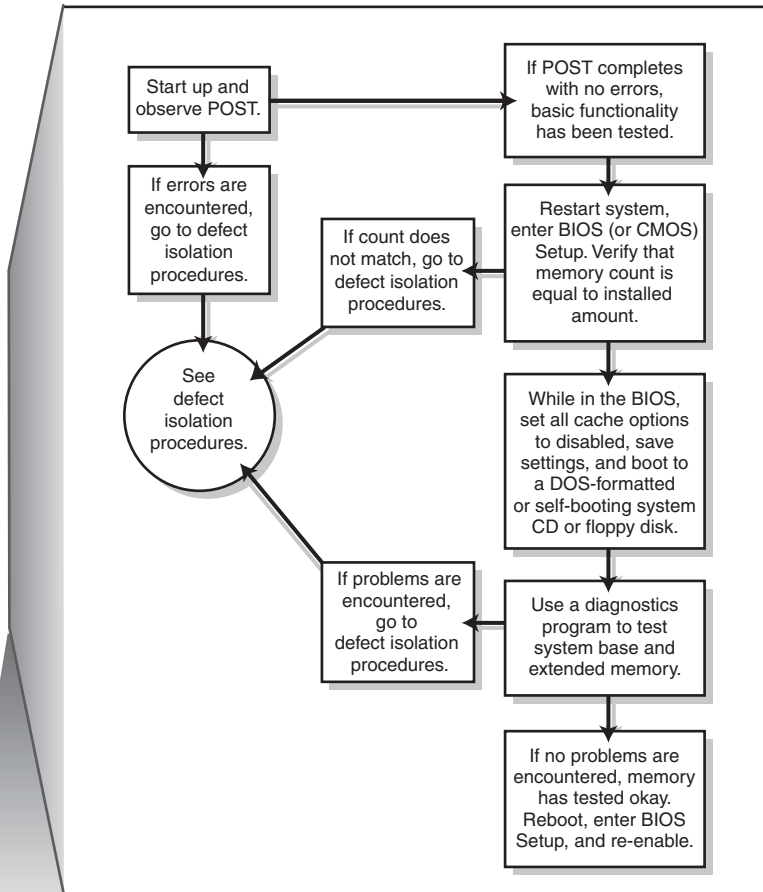 Start up and
observe POST.
If POST completes
with no errors,
basic functionality
has been tested.
If errors are
encountered,
go to defect
isolation
procedures.
If count does
not match, go to
defect isolation
procedures.
Restart system,
enter BIOS (or CMOS)
Setup. Verify that
memory count is
equal to installed
amount.
See
defect
isolation
procedures.
While in the BIOS,
set all cache options
to disabled, save
settings, and boot to
a DOS-formatted
or self-booting system
CD or floppy disk.
If problems are
encountered,
go to
defect isolation
procedures.
Use a diagnostics
program to test
system base and
extended memory.
If no problems are
encountered, memory
has tested okay.
Reboot, enter BIOS
Setup, and re-enable.